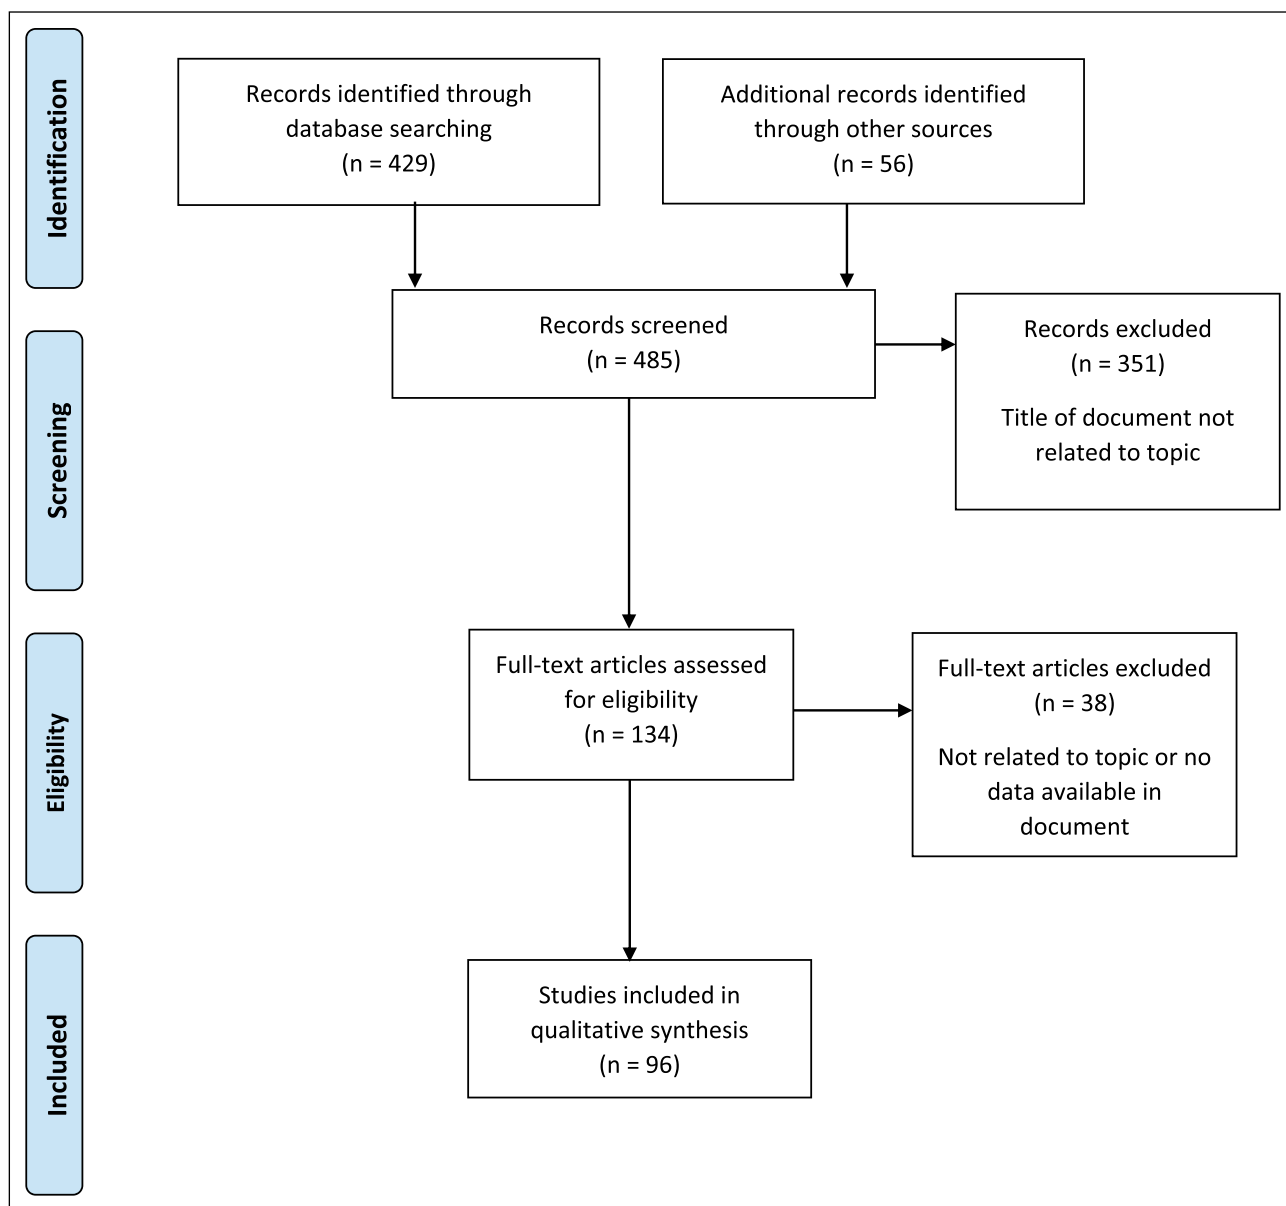 Identification
Records identified through
database searching
(n = 429)
Additional records identified
through other sources
(n = 56)
Screening
Records screened
(n = 485)
Records excluded
(n = 351)
Title of document not
related to topic
Eligibility
Full-text articles assessed
for eligibility
(n = 134)
Full-text articles excluded
(n = 38)
Not related to topic or no
data available in
document
Included
Studies included in
qualitative synthesis
(n = 96)